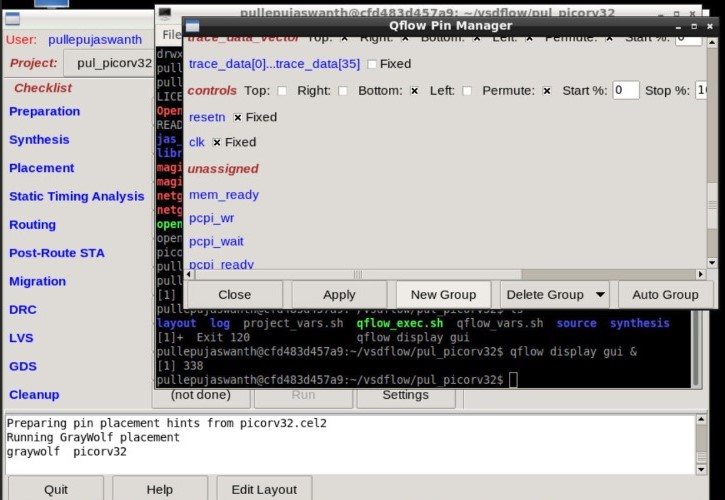 pullepujaswanth@cfd483d457a9: ~/vsdflow/pul_picorv32
Qflow Pin Manager
User: pullepujaswanth
File
Project: pul_picorv32
Checklist
Preparation
Synthesis
Placement
Static Timing Analysis
Routing
Post-Route STA
Migration
DRC
LVS
GDS
Cleanup
drwx
pull
pull
LICE
Open
READ
jas_
libr
magi
magi
netg
netg
open
open
pico
pull
pull
[1]
trace_data_vector Top: Right: Bottom: Left: Permute: Start %: 0
trace_data[0]...trace_data[35] Fixed
controls Top: Right: Bottom: Left: Permute: Start %: 0 Stop %: 1
resetn Fixed
clk Fixed
unassigned
mem_ready
pcpi_wr
pcpi_wait
pcpi_ready
Close Apply New Group Delete Group Auto Group
pullepujaswanth@cfd483d457a9:~/vsdflow/pul_picorv32$ ls
layout log project_vars.sh qflow_exec.sh qflow_vars.sh source synthesis
[1]+ Exit 120 qflow display gui
pullepujaswanth@cfd483d457a9:~/vsdflow/pul_picorv32$ qflow display gui &
[1] 338
pullepujaswanth@cfd483d457a9:~/vsdflow/pul_picorv32$
(not done) Run Settings
Preparing pin placement hints from picorv32.cel2
Running GrayWolf placement
graywolf picorv32
Quit Help Edit Layout